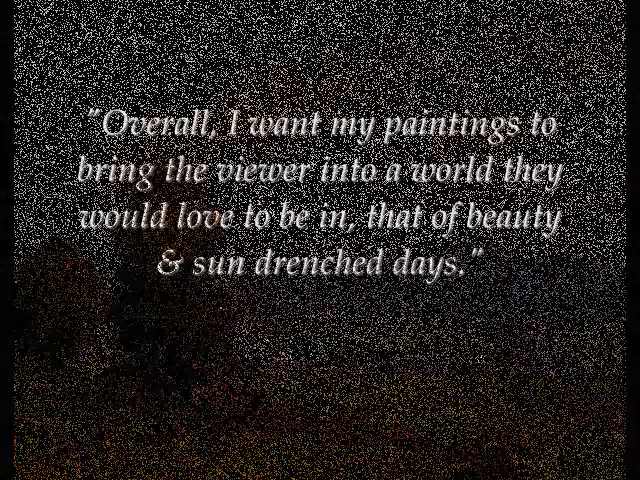 "Overall, I want my paintings to
bring the viewer into a world they
would love to be in, that of beauty
& sun drenched days."